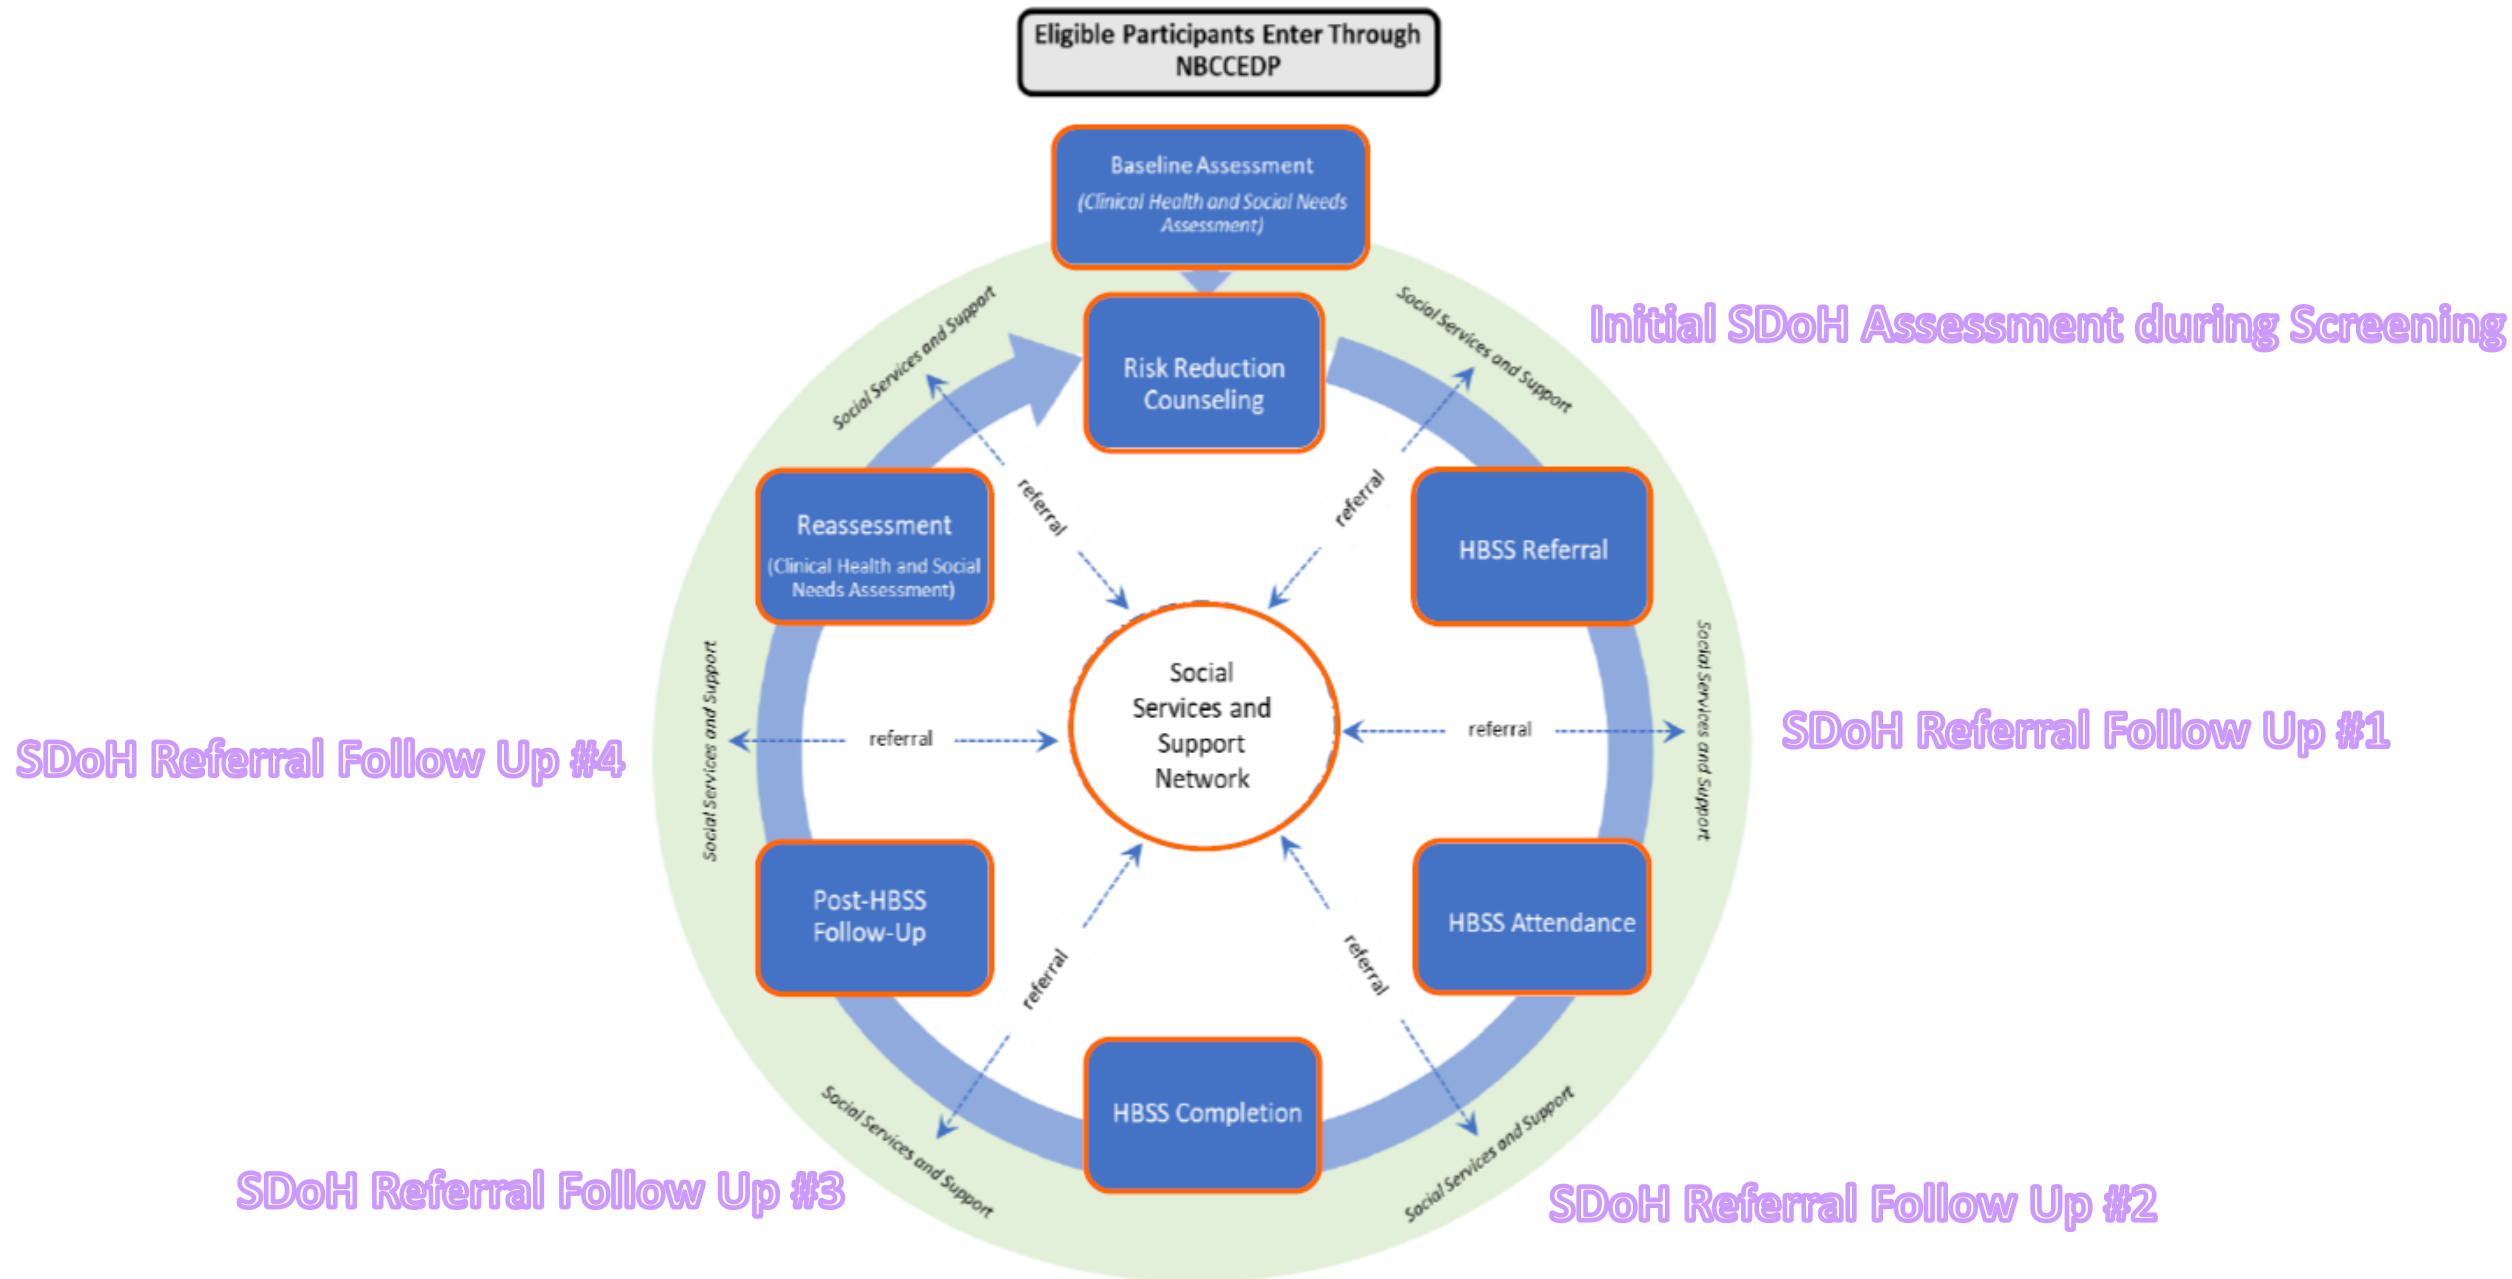 Eligible Participants Enter Through
NBCCEDP
Baseline Assessment
(Clinical Health and Social Needs
Assessment)
Social Services and Support
Social Services and Support
Initial SDoH Assessment during Screening
Risk Reduction
Counseling
referral
referral
Reassessment
(Clinical Health and Social
Needs Assessment)
HBSS Referral
Social
Services and
Support
Network
Social Services and Support
Social Services and Support
SDoH Referral Follow Up #4
referral
referral
SDoH Referral Follow Up #1
Post-HBSS
Follow-Up
HBSS Attendance
referral
referral
HBSS Completion
Social Services and Support
Social Services and Support
SDoH Referral Follow Up #3
SDoH Referral Follow Up #2